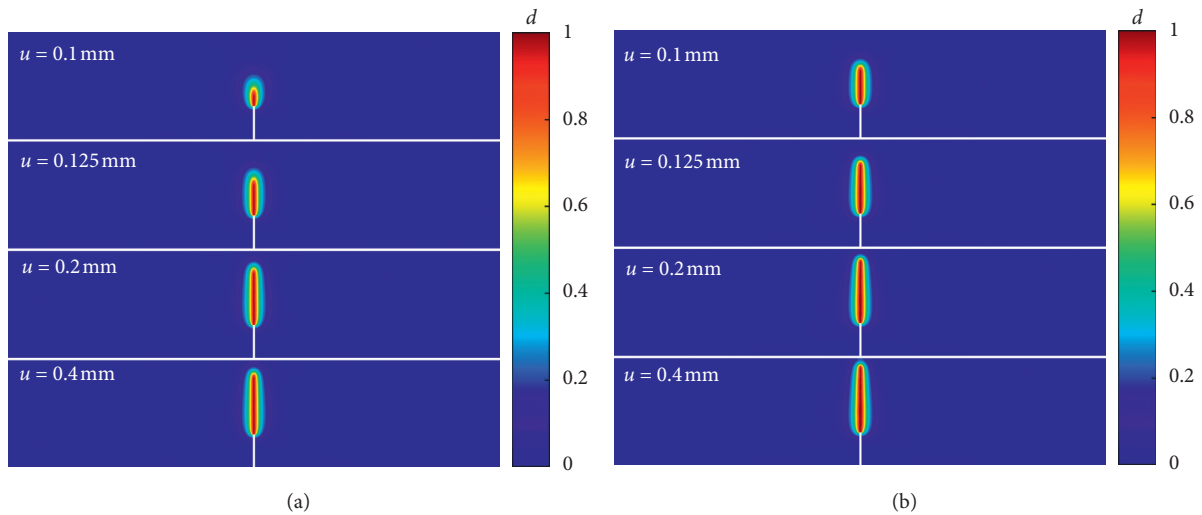 d
1
u = 0.1 mm
0.8
u = 0.125 mm
0.6
u = 0.2 mm
0.4
u = 0.4 mm
0.2
0
(a)
d
1
u = 0.1 mm
0.8
u = 0.125 mm
0.6
u = 0.2 mm
0.4
u = 0.4 mm
0.2
0
(b)